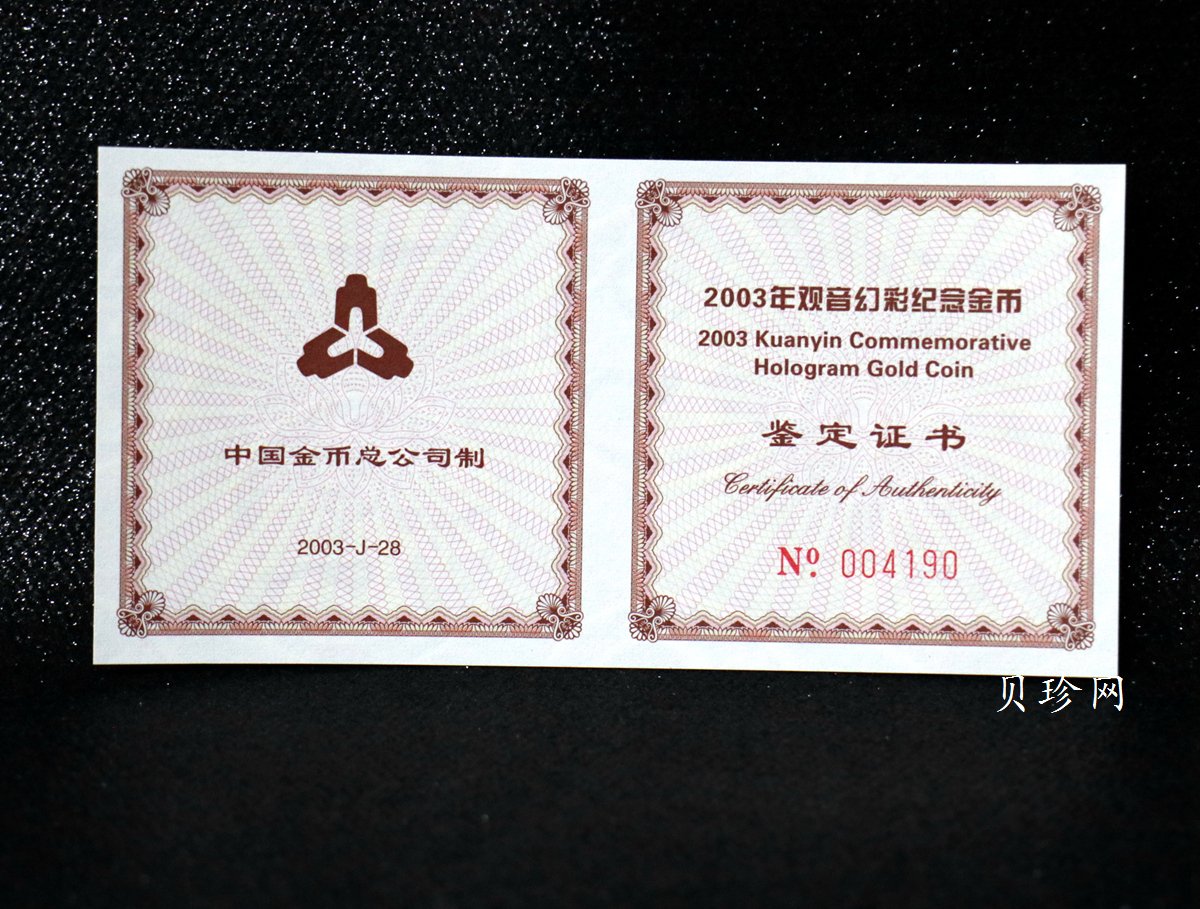 中国金币总公司制
2003-J-28
2003年观音幻彩纪念金币
2003 Kuanyin Commemorative
Hologram Gold Coin
鉴定证书
Certificate of Authenticity
Nº 004190
贝珍网